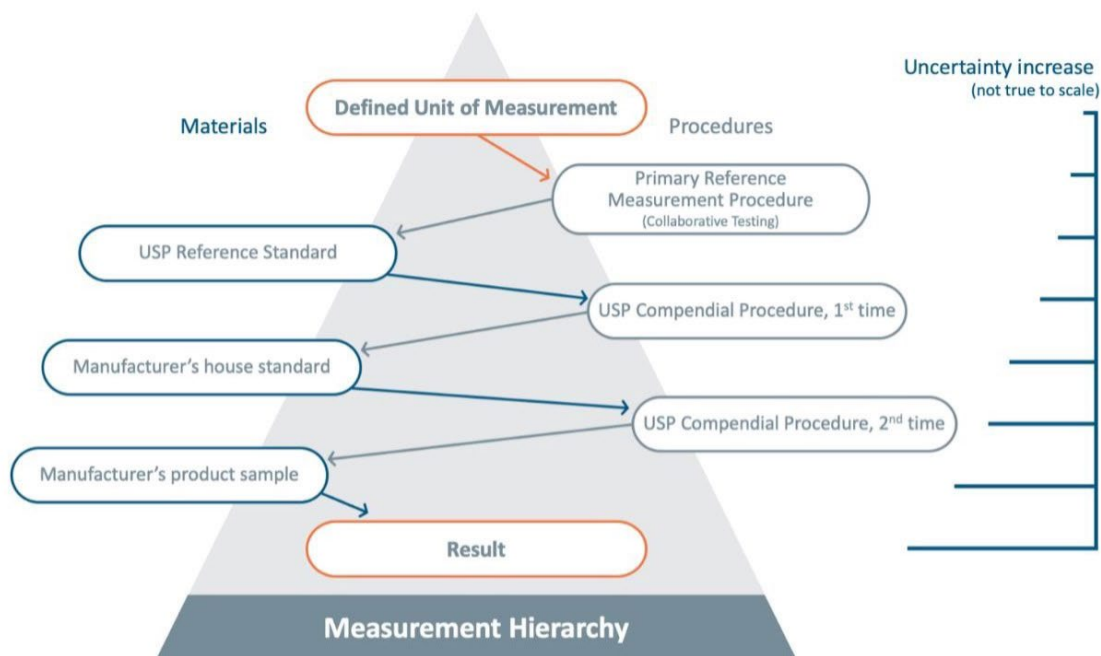 Uncertainty increase
(not true to scale)
Defined Unit of Measurement
Materials
Procedures
Primary Reference
Measurement Procedure
(Collaborative Testing)
USP Reference Standard
USP Compendial Procedure, 1st time
Manufacturer’s house standard
USP Compendial Procedure, 2nd time
Manufacturer’s product sample
Result
Measurement Hierarchy